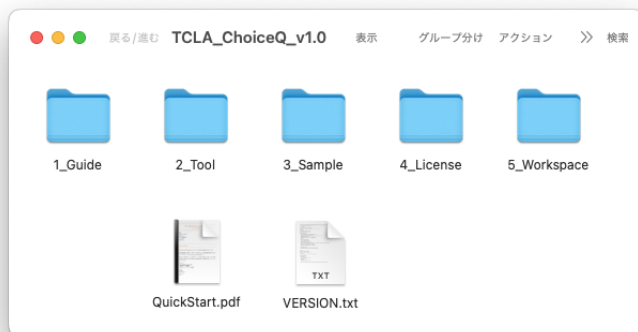 戻る/進む TCLA_ChoiceQ_v1.0 表示 グループ分け アクション 検索
1_Guide 2_Tool 3_Sample 4_License 5_Workspace
TXT
QuickStart.pdf VERSION.txt